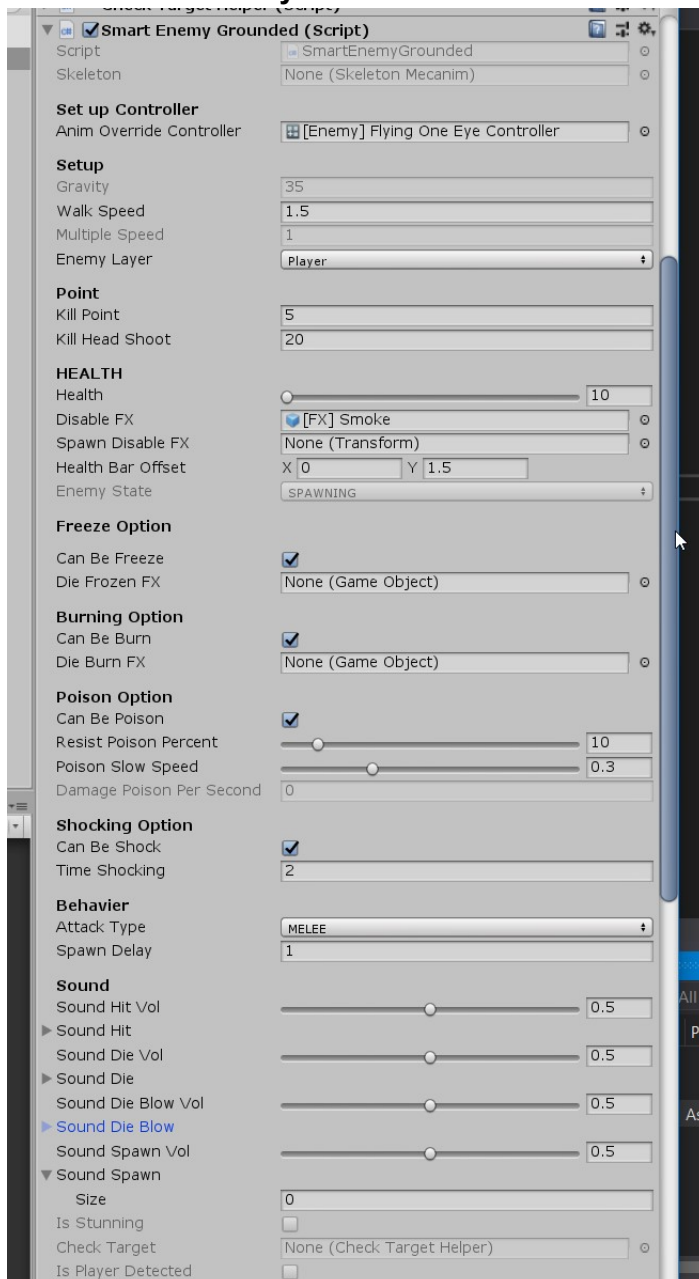 Check Target Helper (Script)
Smart Enemy Grounded (Script)
Script SmartEnemyGrounded
Skeleton None (Skeleton Mecanim)
Set up Controller
Anim Override Controller [Enemy] Flying One Eye Controller
Setup
Gravity 35
Walk Speed 1.5
Multiple Speed 1
Enemy Layer Player
Point
Kill Point 5
Kill Head Shoot 20
HEALTH
Health 10
Disable FX [FX] Smoke
Spawn Disable FX None (Transform)
Health Bar Offset X 0 Y 1.5
Enemy State SPAWNING
Freeze Option
Can Be Freeze
Die Frozen FX None (Game Object)
Burning Option
Can Be Burn
Die Burn FX None (Game Object)
Poison Option
Can Be Poison
Resist Poison Percent 10
Poison Slow Speed 0.3
Damage Poison Per Second 0
Shocking Option
Can Be Shock
Time Shocking 2
Behavier
Attack Type MELEE
Spawn Delay 1
Sound
Sound Hit Vol 0.5
All
Sound Hit
P
Sound Die Vol 0.5
Sound Die
Sound Die Blow Vol 0.5
As
Sound Die Blow
Sound Spawn Vol 0.5
Sound Spawn
Size 0
Is Stunning
Check Target None (Check Target Helper)
Is Player Detected